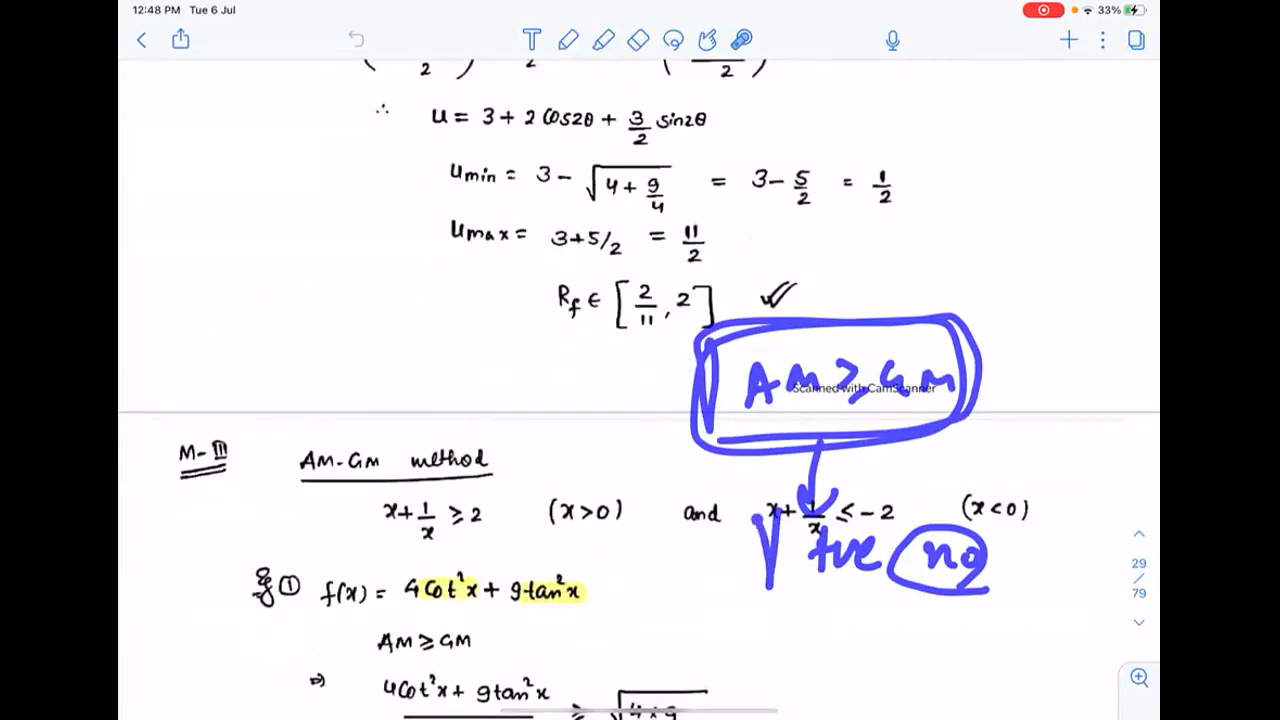 12:48 PM Tue 6 Jul
33%
∴ u = 3 + 2 Cos2θ + 3/2 sin2θ
umin = 3 - √(4 + 9/4) = 3 - 5/2 = 1/2
umax = 3+5/2 = 11/2
Rf ∈ [2/11, 2]
AM ≥ GM
Scanned with CamScanner
M-III AM-GM method
x + 1/x ≥ 2 (x>0) and x + 1/x ≤ -2 (x<0)
+ve no
29
/
79
eg ① f(x) = 4Cot²x + 9tan²x
AM ≥ GM
⇒ 4Cot²x + 9tan²x ≥ √4×9